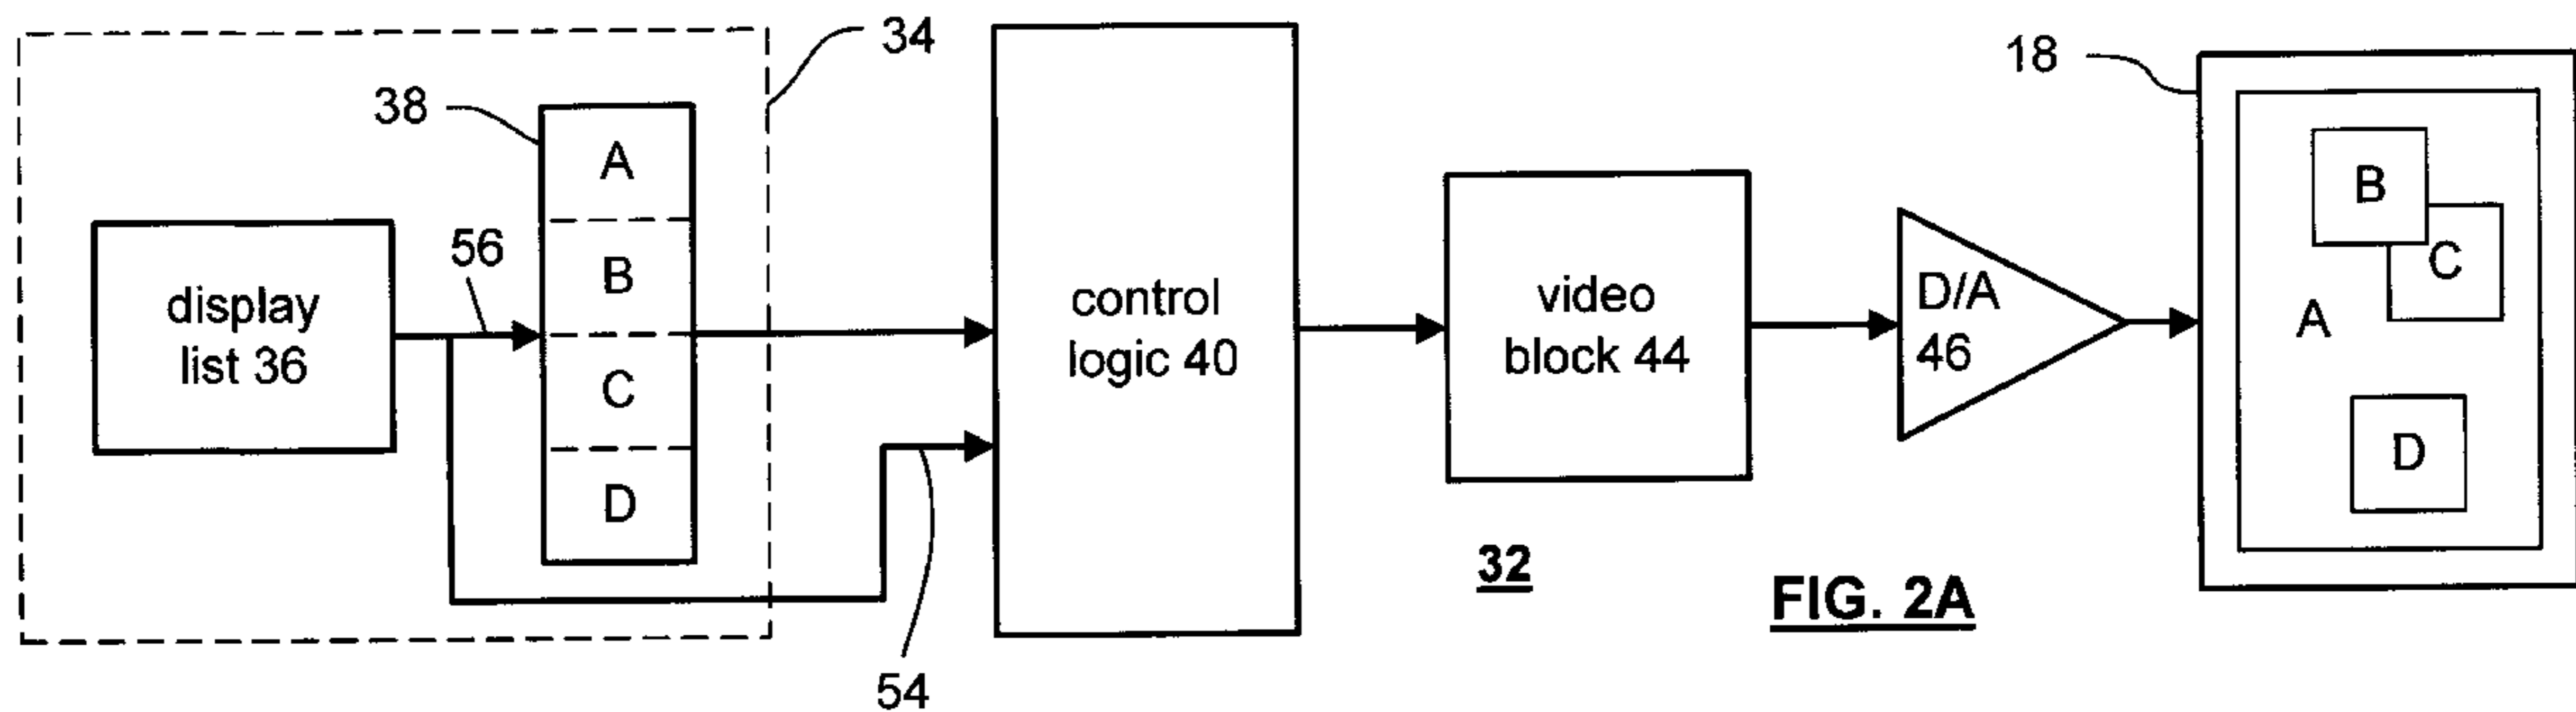 34
38
A
B
C
D
56
display
list 36
54
control
logic 40
video
block 44
D/A
46
18
B
C
A
D
32
FIG. 2A